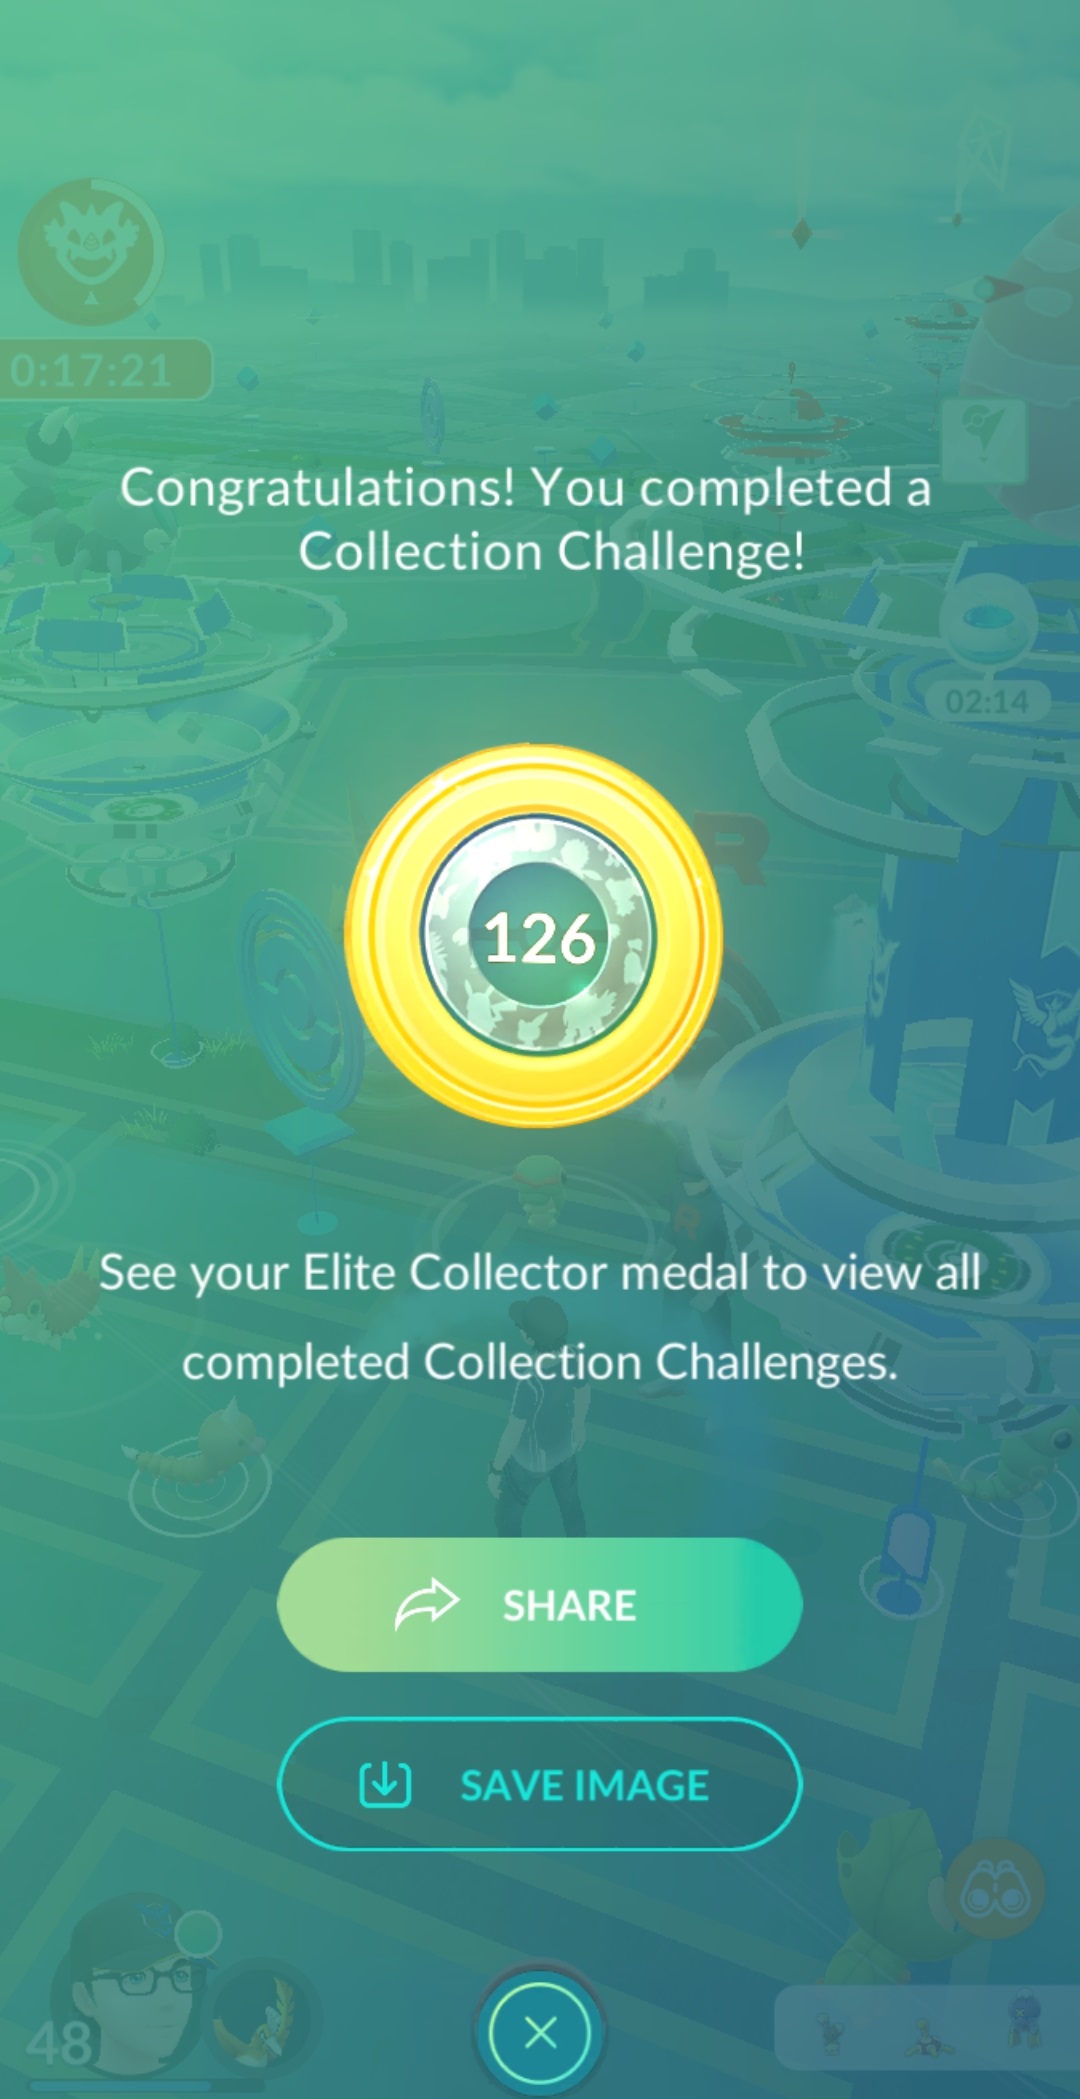 0:17:21
Congratulations! You completed a
Collection Challenge!
02:14
R
126
R
See your Elite Collector medal to view all
completed Collection Challenges.
SHARE
SAVE IMAGE
48